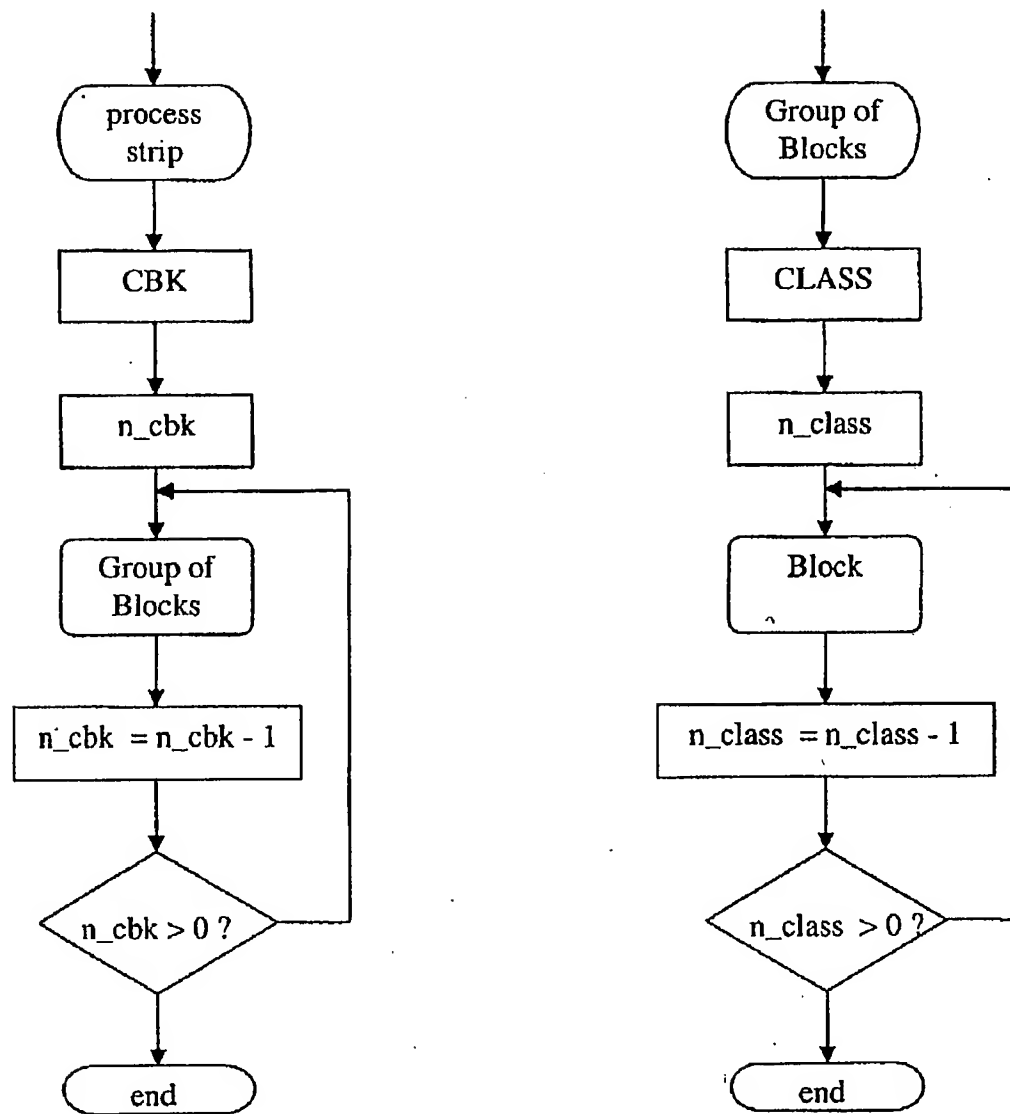 process
strip
CBK
n_cbk
Group of
Blocks
n_cbk = n_cbk - 1
n_cbk > 0 ?
end
Group of
Blocks
CLASS
n_class
Block
n_class = n_class - 1
n_class > 0 ?
end